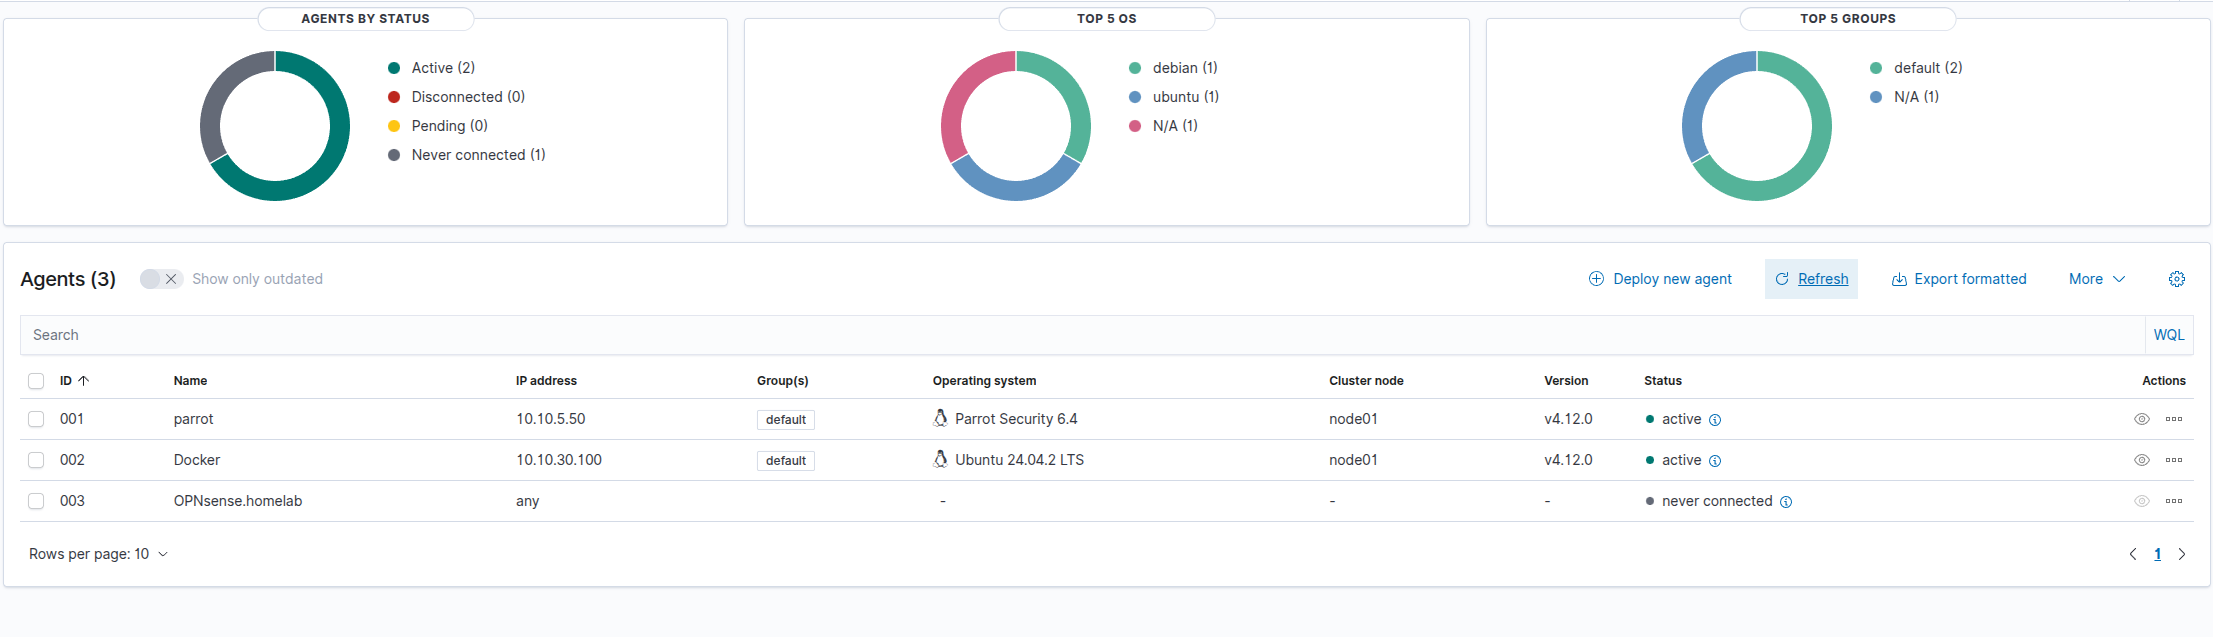 AGENTS BY STATUS
Active (2)
Disconnected (0)
Pending (0)
Never connected (1)
TOP 5 OS
debian (1)
ubuntu (1)
N/A (1)
TOP 5 GROUPS
default (2)
N/A (1)
Agents (3) Show only outdated Deploy new agent Refresh Export formatted More
Search WQL
ID Name IP address Group(s) Operating system Cluster node Version Status Actions
001 parrot 10.10.5.50 default Parrot Security 6.4 node01 v4.12.0 active
002 Docker 10.10.30.100 default Ubuntu 24.04.2 LTS node01 v4.12.0 active
003 OPNsense.homelab any - - - never connected
Rows per page: 10 1